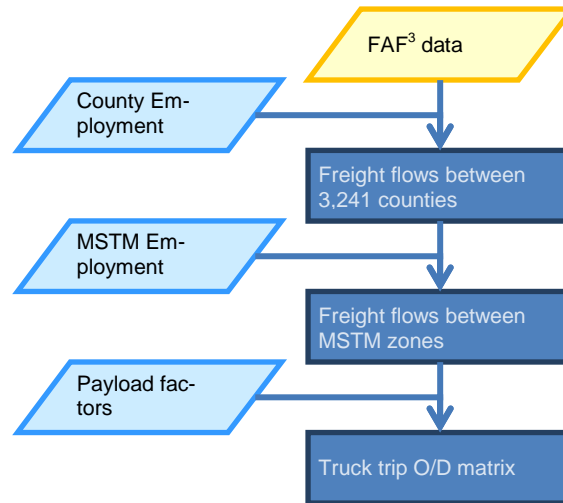 FAF³ data
County Em-
ployment
Freight flows between
3,241 counties
MSTM Em-
ployment
Freight flows between
MSTM zones
Payload fac-
tors
Truck trip O/D matrix